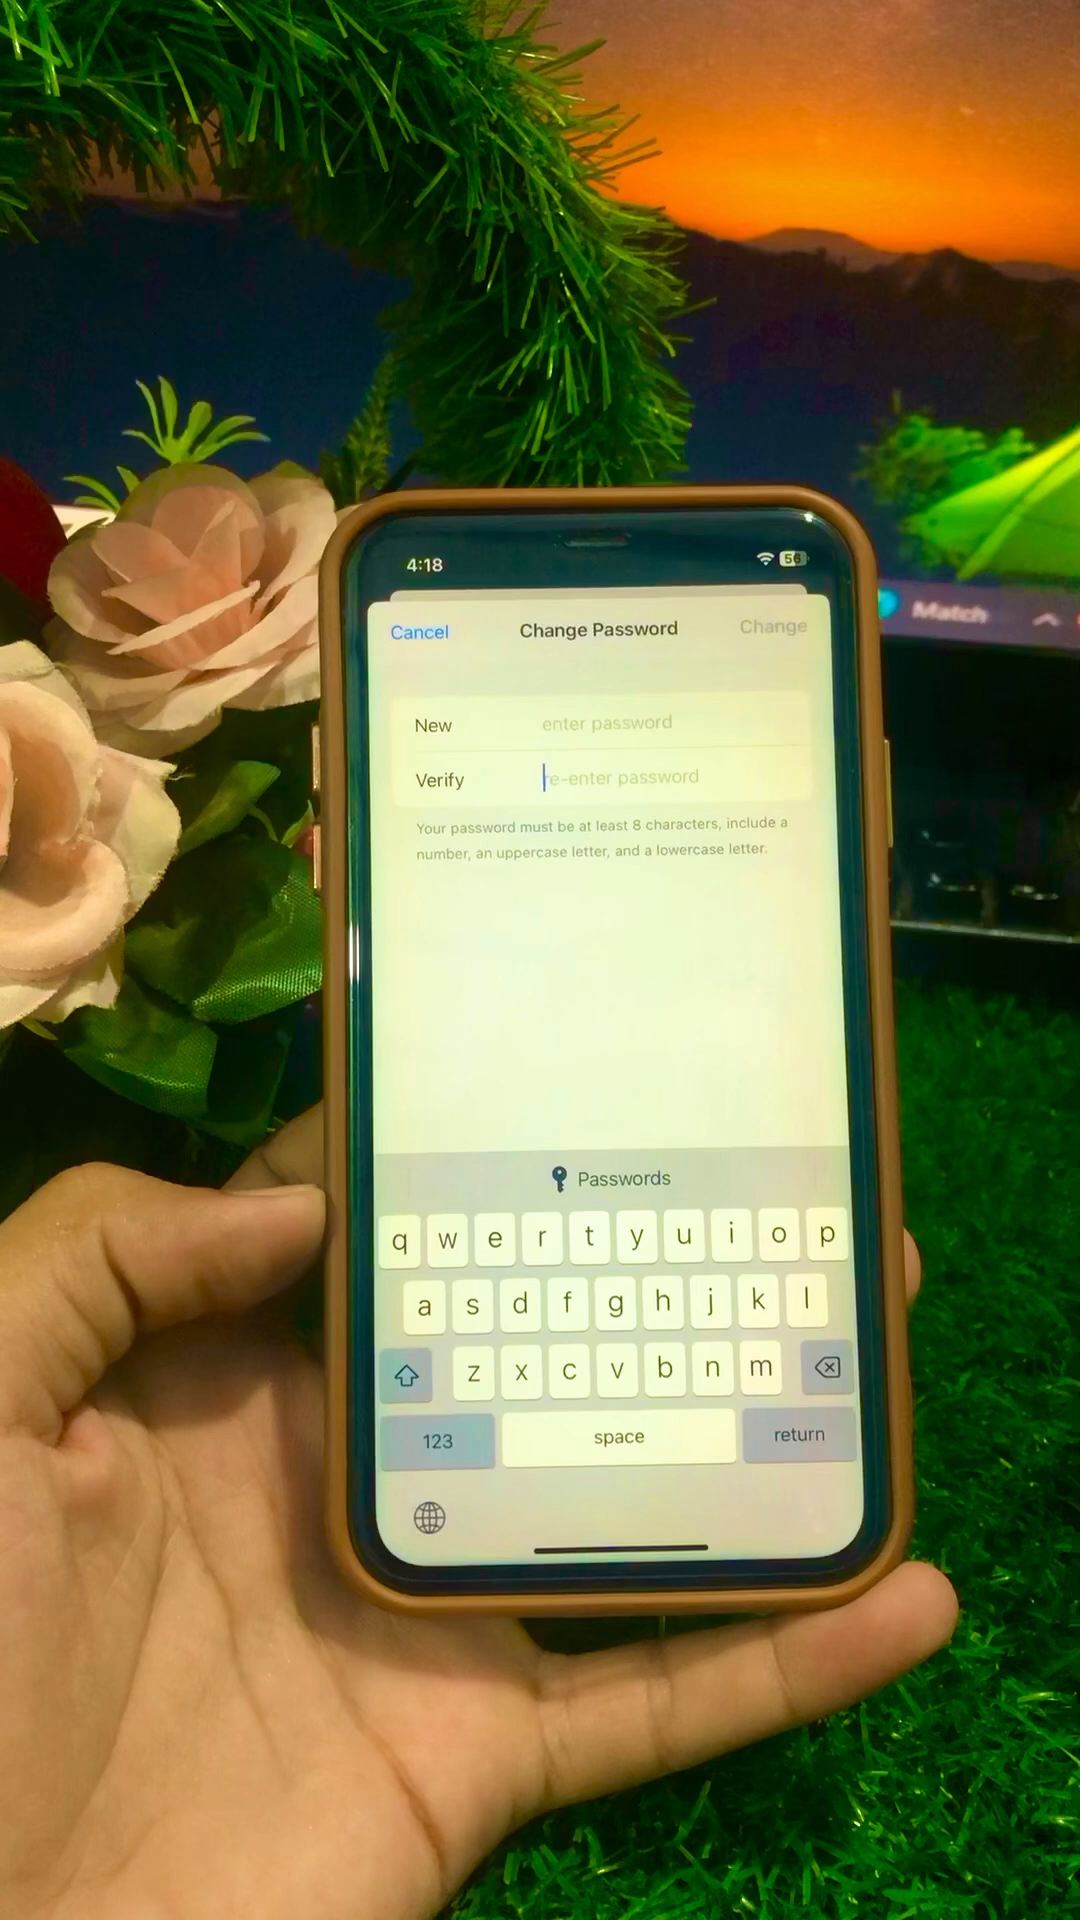 4:18
56
Cancel Change Password Change
Match
New enter password
Verify re-enter password
Your password must be at least 8 characters, include a
number, an uppercase letter, and a lowercase letter.
Passwords
q w e r t y u i o p
a s d f g h j k l
z x c v b n m
123 space return